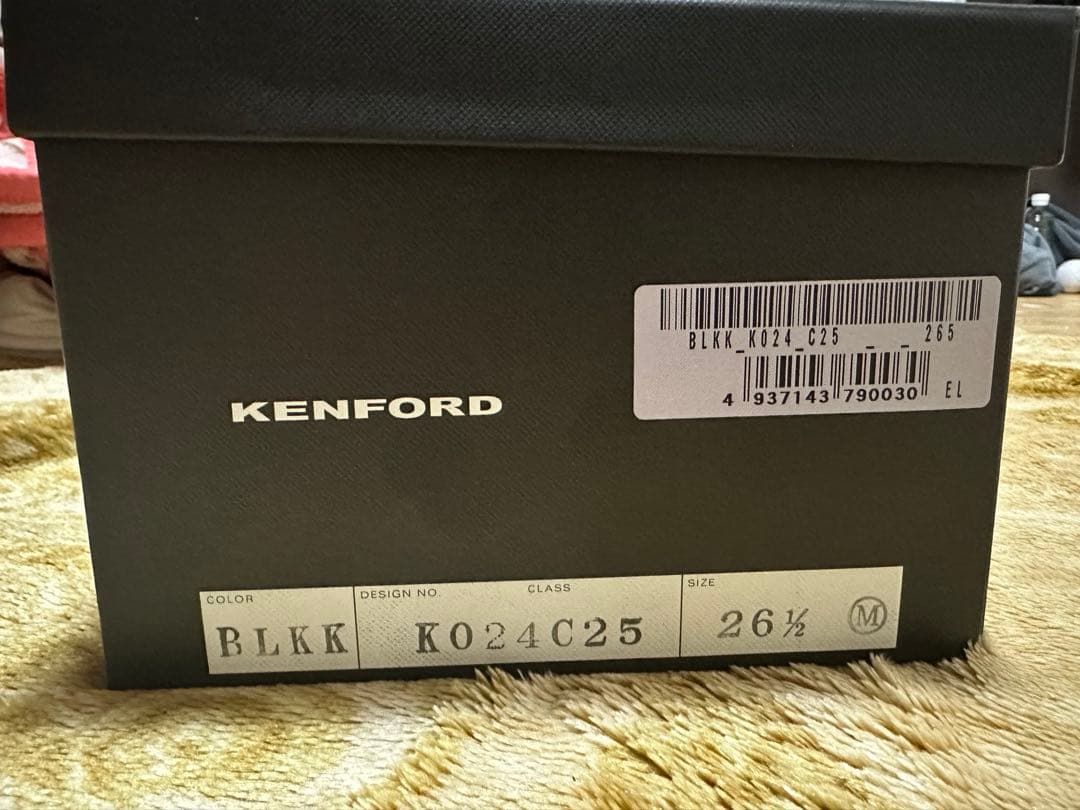 BLKK_K024_C25 _ _ 265
4 937143 790030 EL
KENFORD
COLOR DESIGN NO. CLASS SIZE
BLKK K024C25 26½ M